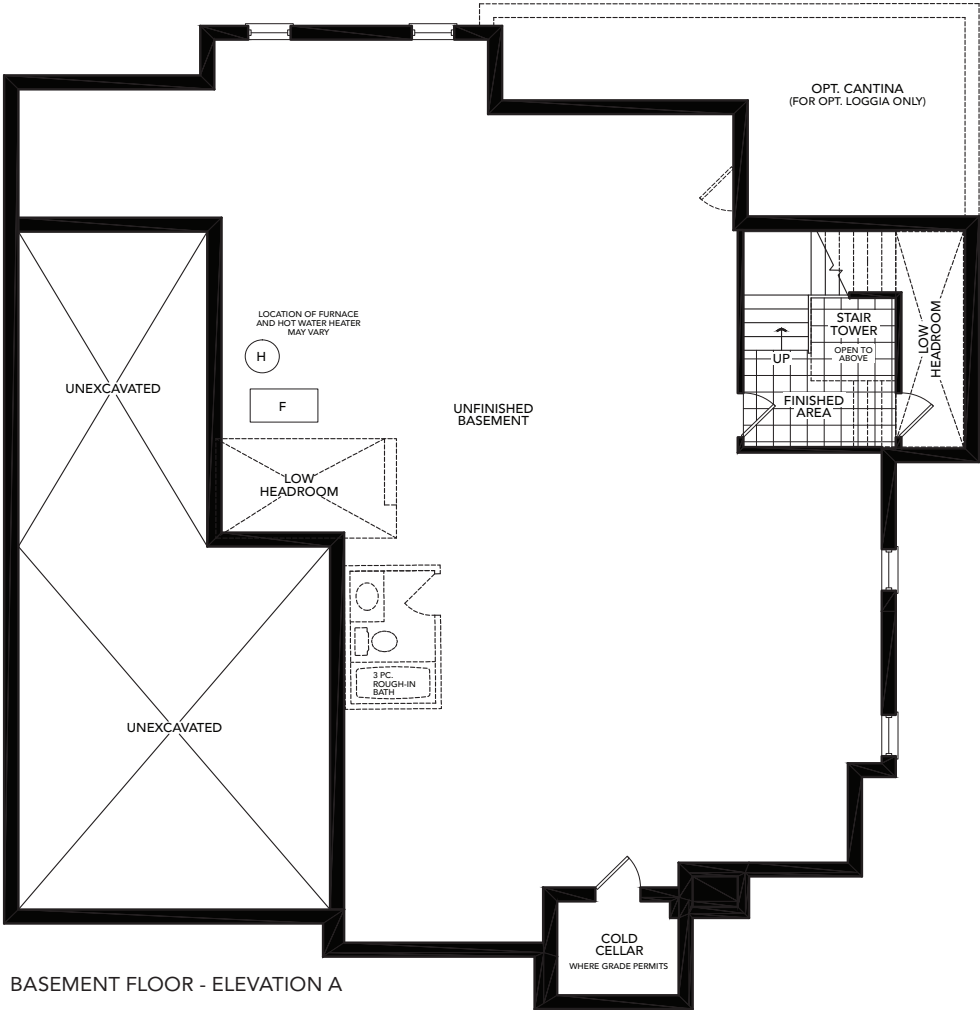 OPT. CANTINA
(FOR OPT. LOGGIA ONLY)
LOCATION OF FURNACE
AND HOT WATER HEATER
MAY VARY
H
F
UNEXCAVATED
UNFINISHED
BASEMENT
STAIR
TOWER
OPEN TO
ABOVE
UP
LOW
HEADROOM
FINISHED
AREA
LOW
HEADROOM
3 PC.
ROUGH-IN
BATH
UNEXCAVATED
COLD
CELLAR
WHERE GRADE PERMITS
BASEMENT FLOOR - ELEVATION A